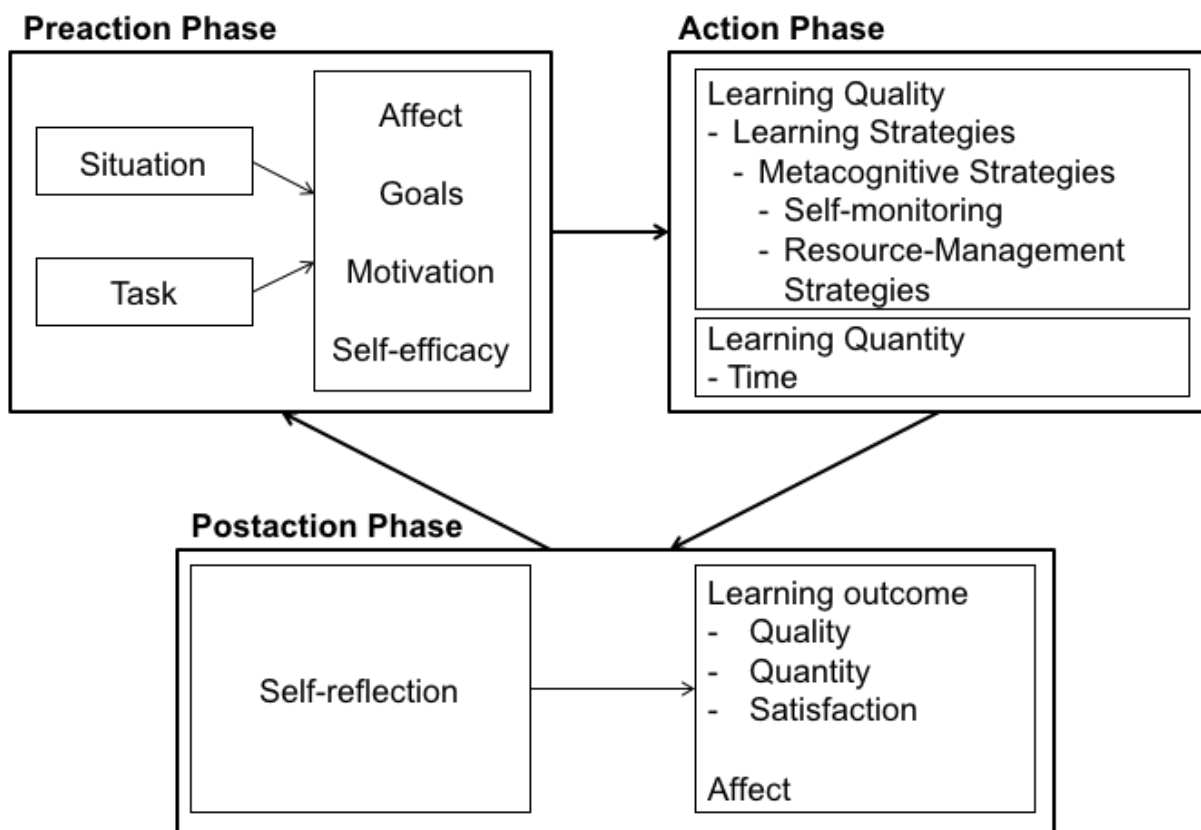 Preaction Phase
Situation
Task
Affect
Goals
Motivation
Self-efficacy
Action Phase
Learning Quality
- Learning Strategies
- Metacognitive Strategies
- Self-monitoring
- Resource-Management
Strategies
Learning Quantity
- Time
Postaction Phase
Self-reflection
Learning outcome
- Quality
- Quantity
- Satisfaction
Affect